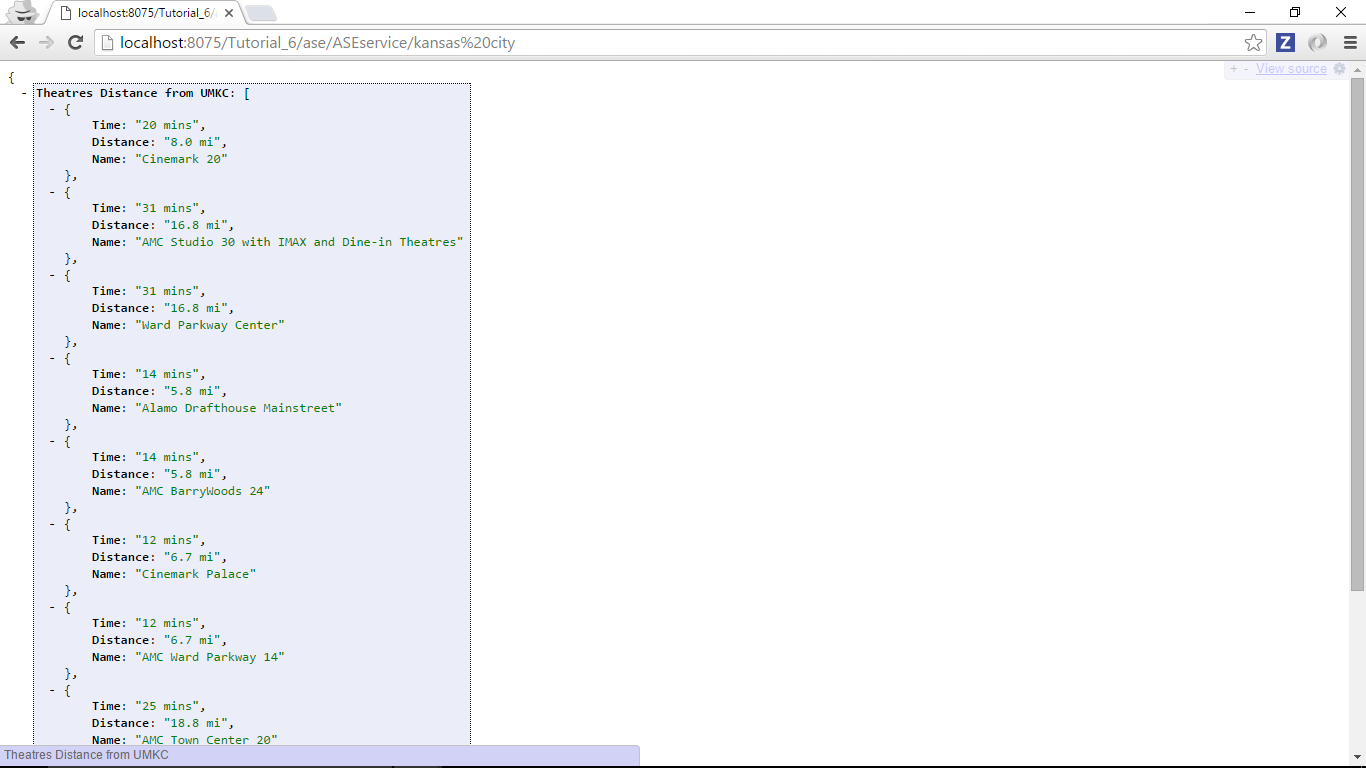 localhost:8075/Tutorial_6/
localhost:8075/Tutorial_6/ase/ASEservice/kansas%20city
Z
+ - View source
{
- Theatres Distance from UMKC: [
- {
Time: "20 mins",
Distance: "8.0 mi",
Name: "Cinemark 20"
},
- {
Time: "31 mins",
Distance: "16.8 mi",
Name: "AMC Studio 30 with IMAX and Dine-in Theatres"
},
- {
Time: "31 mins",
Distance: "16.8 mi",
Name: "Ward Parkway Center"
},
- {
Time: "14 mins",
Distance: "5.8 mi",
Name: "Alamo Drafthouse Mainstreet"
},
- {
Time: "14 mins",
Distance: "5.8 mi",
Name: "AMC BarryWoods 24"
},
- {
Time: "12 mins",
Distance: "6.7 mi",
Name: "Cinemark Palace"
},
- {
Time: "12 mins",
Distance: "6.7 mi",
Name: "AMC Ward Parkway 14"
},
- {
Time: "25 mins",
Distance: "18.8 mi",
Name: "AMC Town Center 20"
Theatres Distance from UMKC